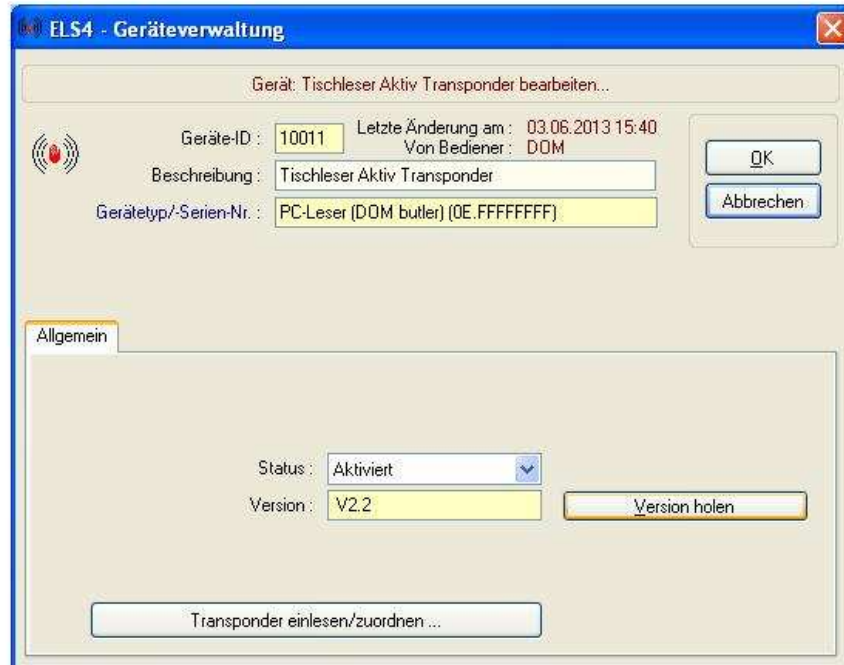 ELS4 - Geräteverwaltung
Gerät: Tischleser Aktiv Transponder bearbeiten...
Geräte-ID : 10011 Letzte Änderung am : 03.06.2013 15:40
Von Bediener : DOM
OK
Beschreibung : Tischleser Aktiv Transponder
Abbrechen
Gerätetyp/-Serien-Nr. : PC-Leser (DOM butler) (0E.FFFFFFFF)
Allgemein
Status : Aktiviert
Version : V2.2 Version holen
Transponder einlesen/zuordnen ...